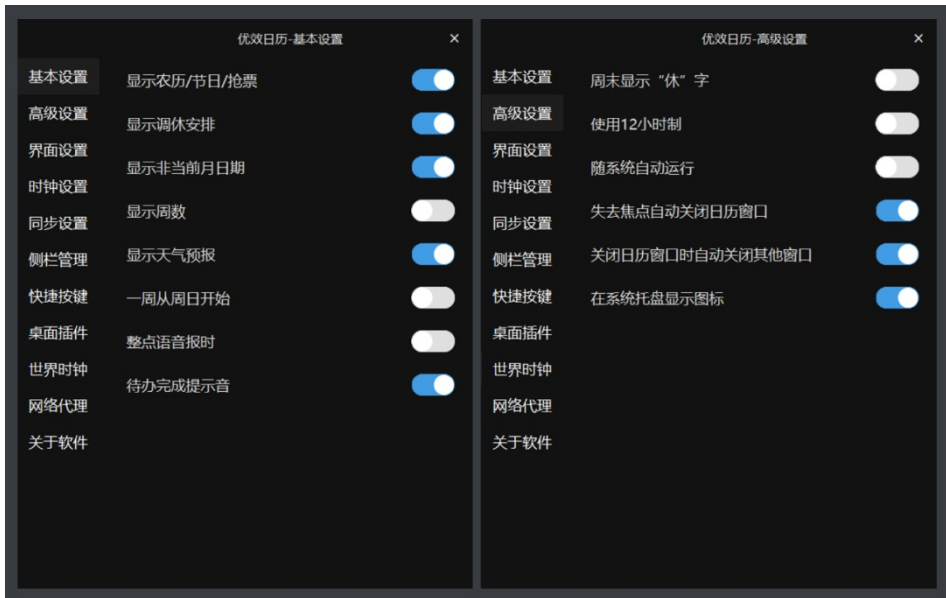 优效日历-基本设置 ×
基本设置
高级设置
界面设置
时钟设置
同步设置
侧栏管理
快捷按键
桌面插件
世界时钟
网络代理
关于软件
显示农历/节日/抢票
显示调休安排
显示非当前月日期
显示周数
显示天气预报
一周从周日开始
整点语音报时
待办完成提示音
优效日历-高级设置 ×
基本设置
高级设置
界面设置
时钟设置
同步设置
侧栏管理
快捷按键
桌面插件
世界时钟
网络代理
关于软件
周末显示“休”字
使用12小时制
随系统自动运行
失去焦点自动关闭日历窗口
关闭日历窗口时自动关闭其他窗口
在系统托盘显示图标